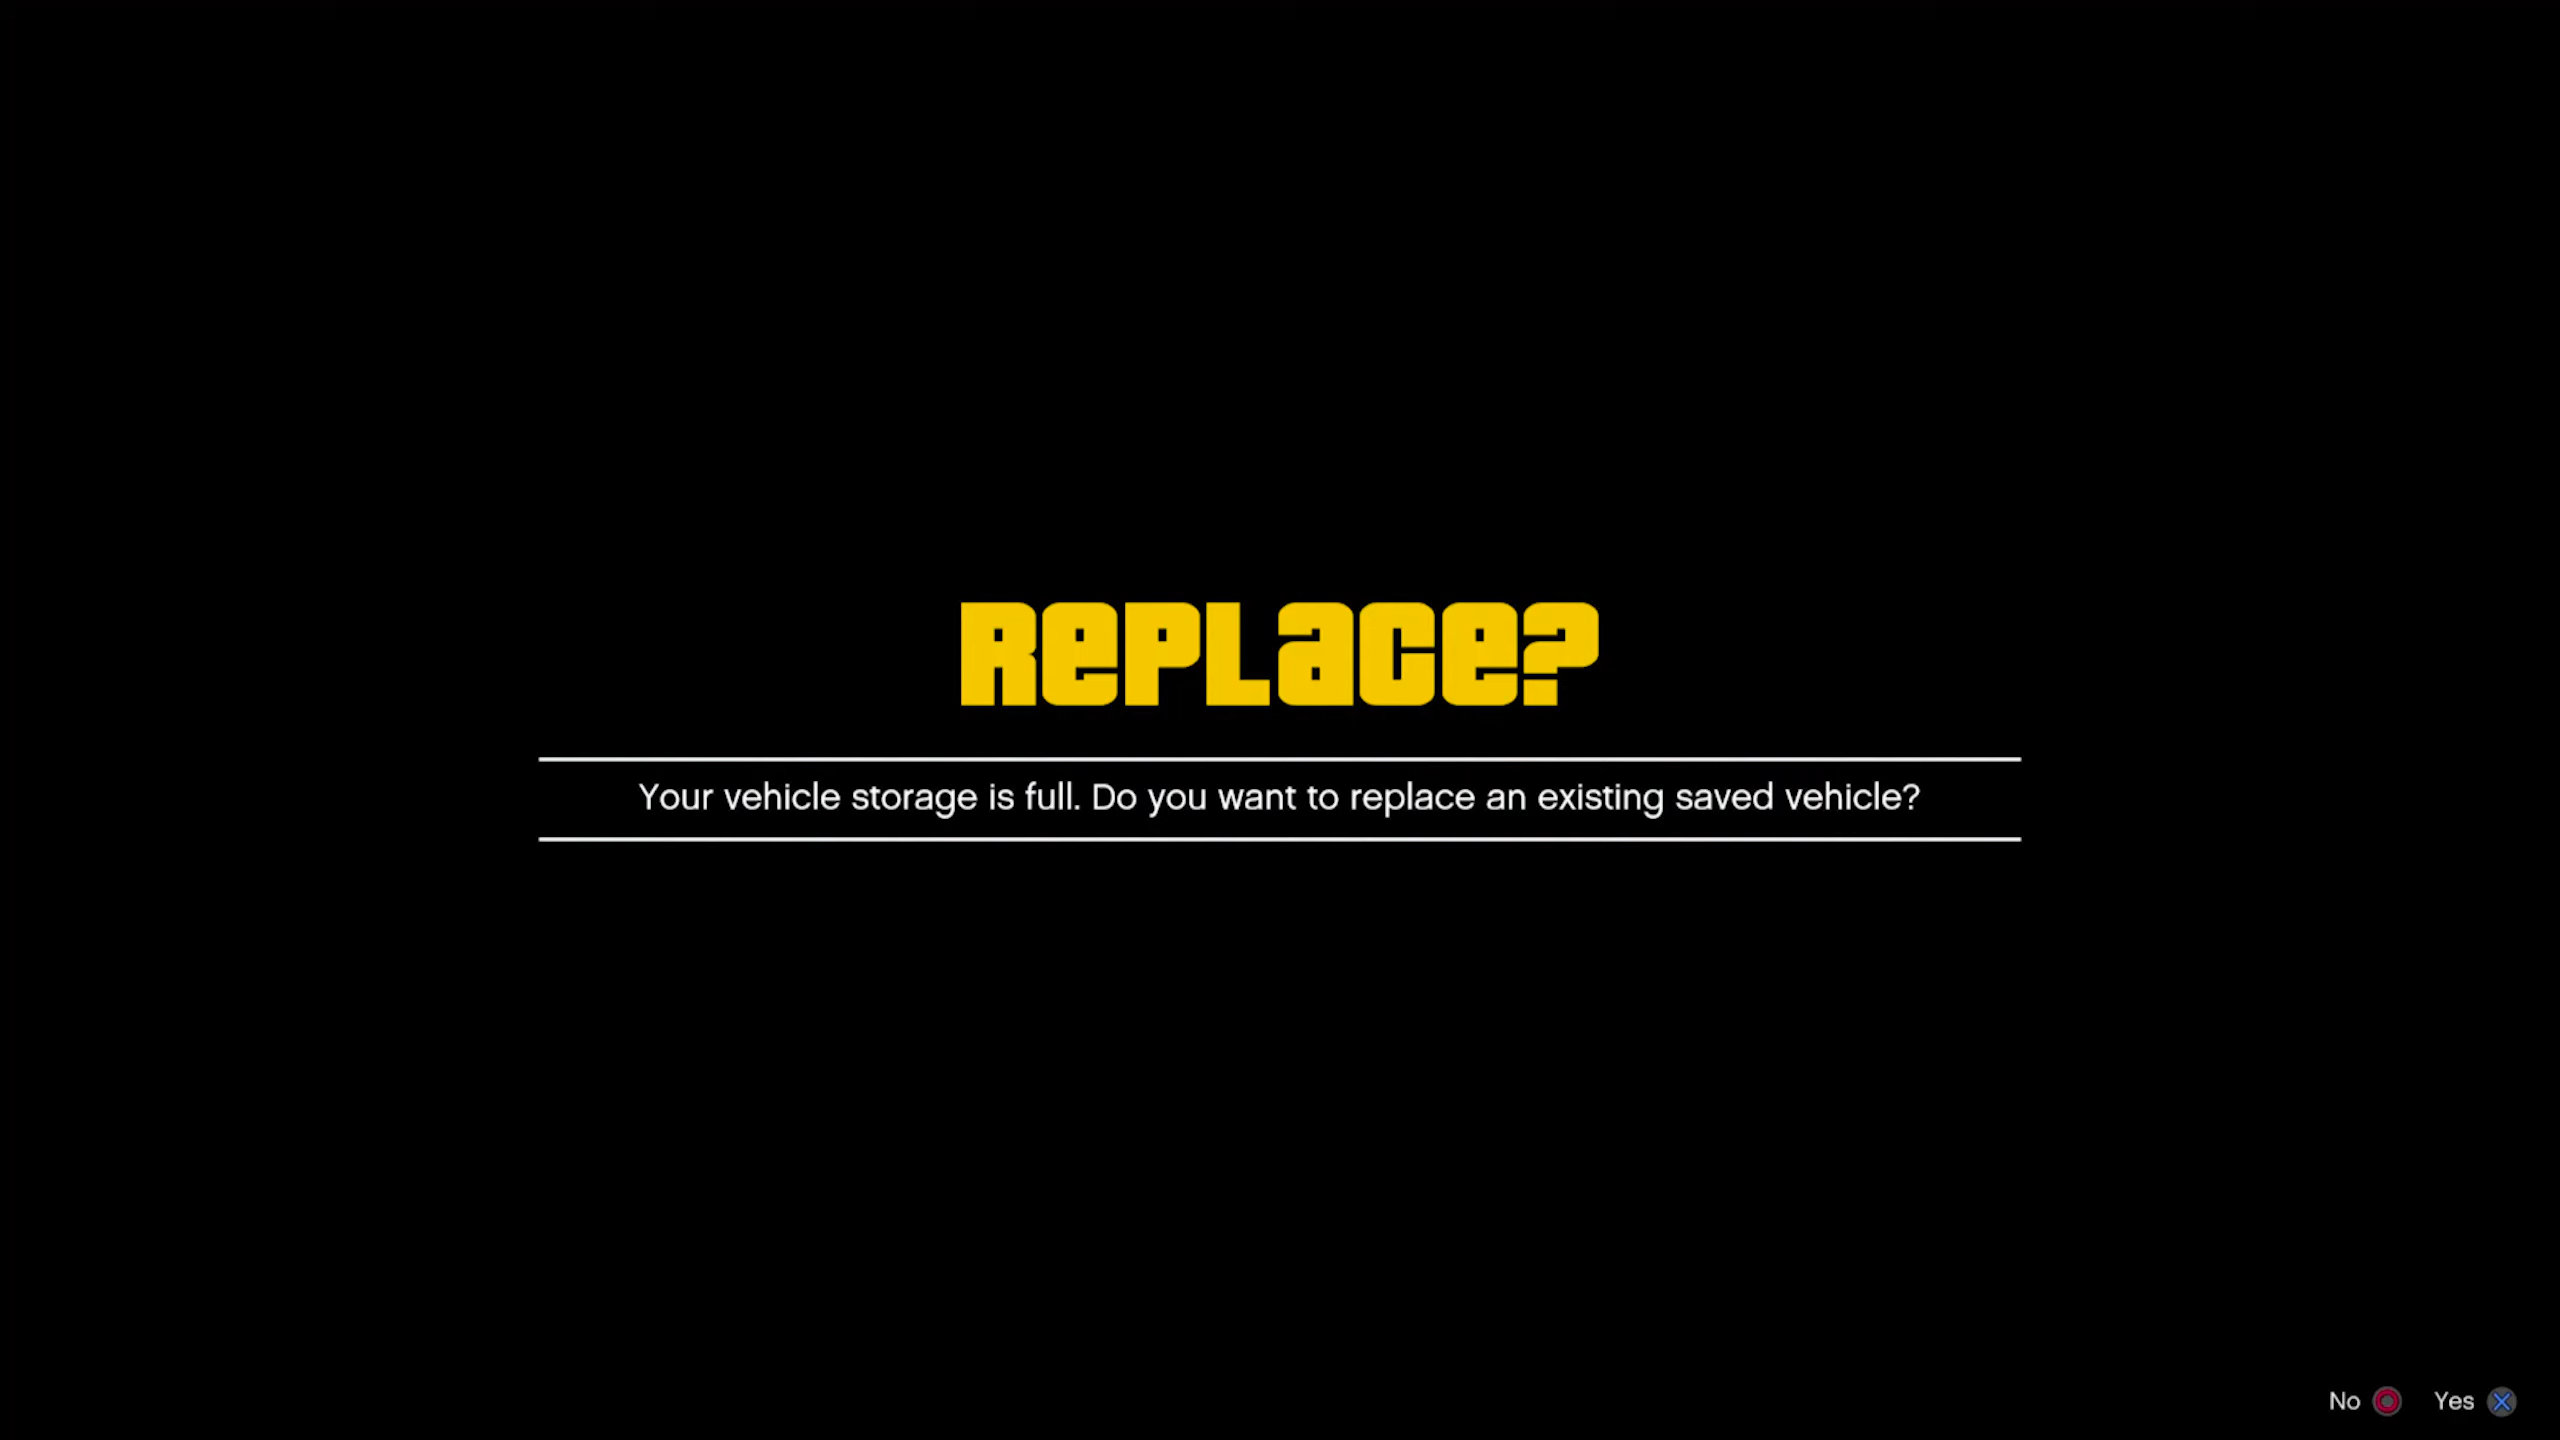 Replace?
Your vehicle storage is full. Do you want to replace an existing saved vehicle?
No Yes